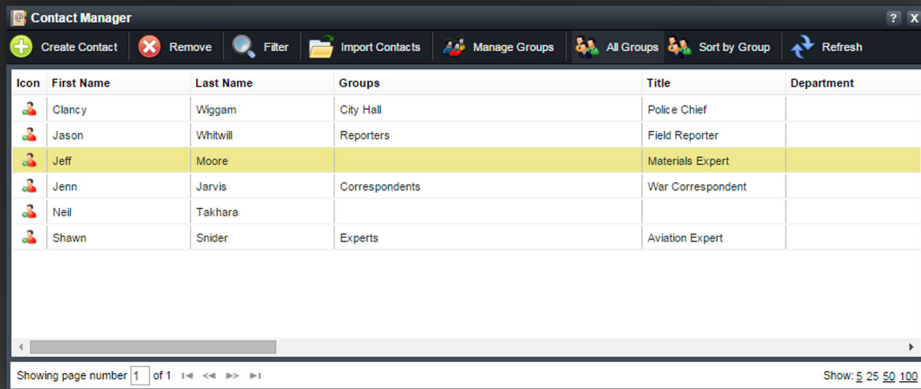 Contact Manager ? X
Create Contact Remove Filter Import Contacts Manage Groups All Groups Sort by Group Refresh
Icon First Name Last Name Groups Title Department
Clancy Wiggam City Hall Police Chief
Jason Whitwill Reporters Field Reporter
Jeff Moore Materials Expert
Jenn Jarvis Correspondents War Correspondent
Neil Takhara
Shawn Snider Experts Aviation Expert
Showing page number 1 of 1 Show: 5 25 50 100